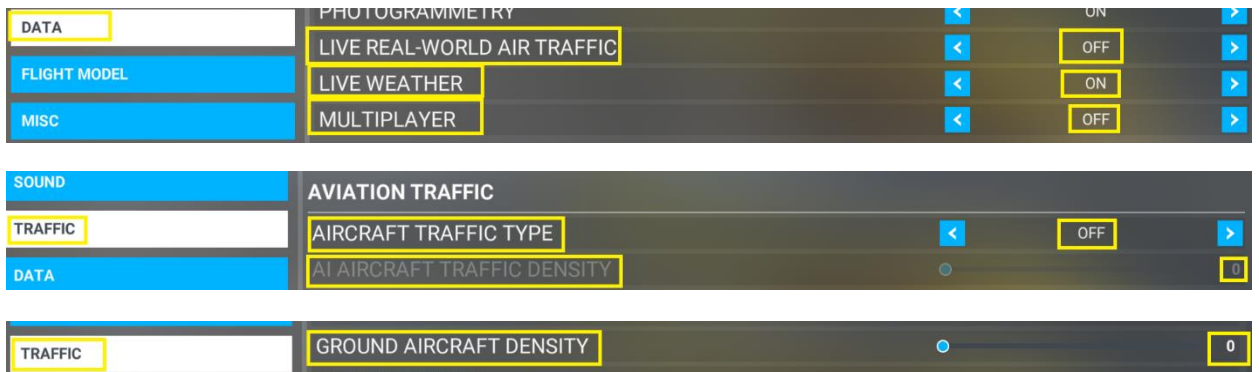 PHOTOGRAMMETRY ON
DATA
LIVE REAL-WORLD AIR TRAFFIC OFF
FLIGHT MODEL
LIVE WEATHER ON
MISC
MULTIPLAYER OFF
SOUND
AVIATION TRAFFIC
TRAFFIC
AIRCRAFT TRAFFIC TYPE OFF
DATA
AI AIRCRAFT TRAFFIC DENSITY 0
TRAFFIC
GROUND AIRCRAFT DENSITY 0